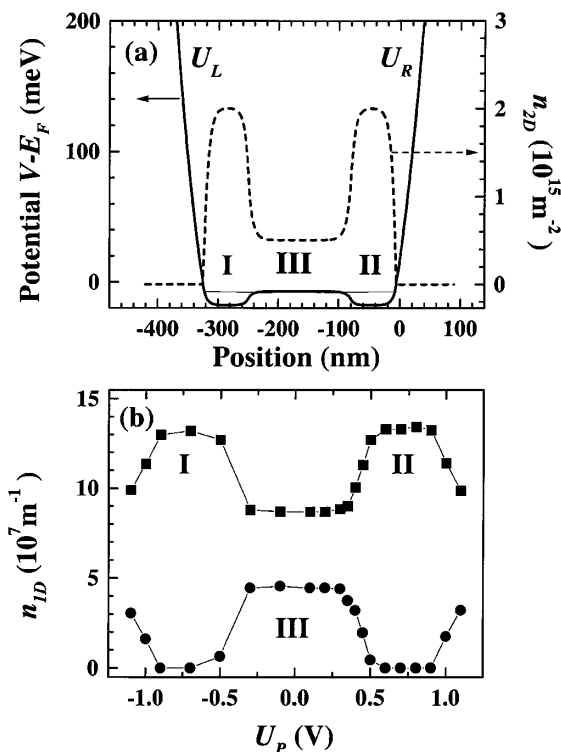 200
(a)
U_L
U_R
3
100
2
1
I
III
II
0
0
Potential V-E_F (meV)
n_2D (10^15 m^-2)
-400 -300 -200 -100 0 100
Position (nm)
15
(b)
I
II
10
5
III
0
n_1D (10^7 m^-1)
-1.0 -0.5 0.0 0.5 1.0
U_P (V)